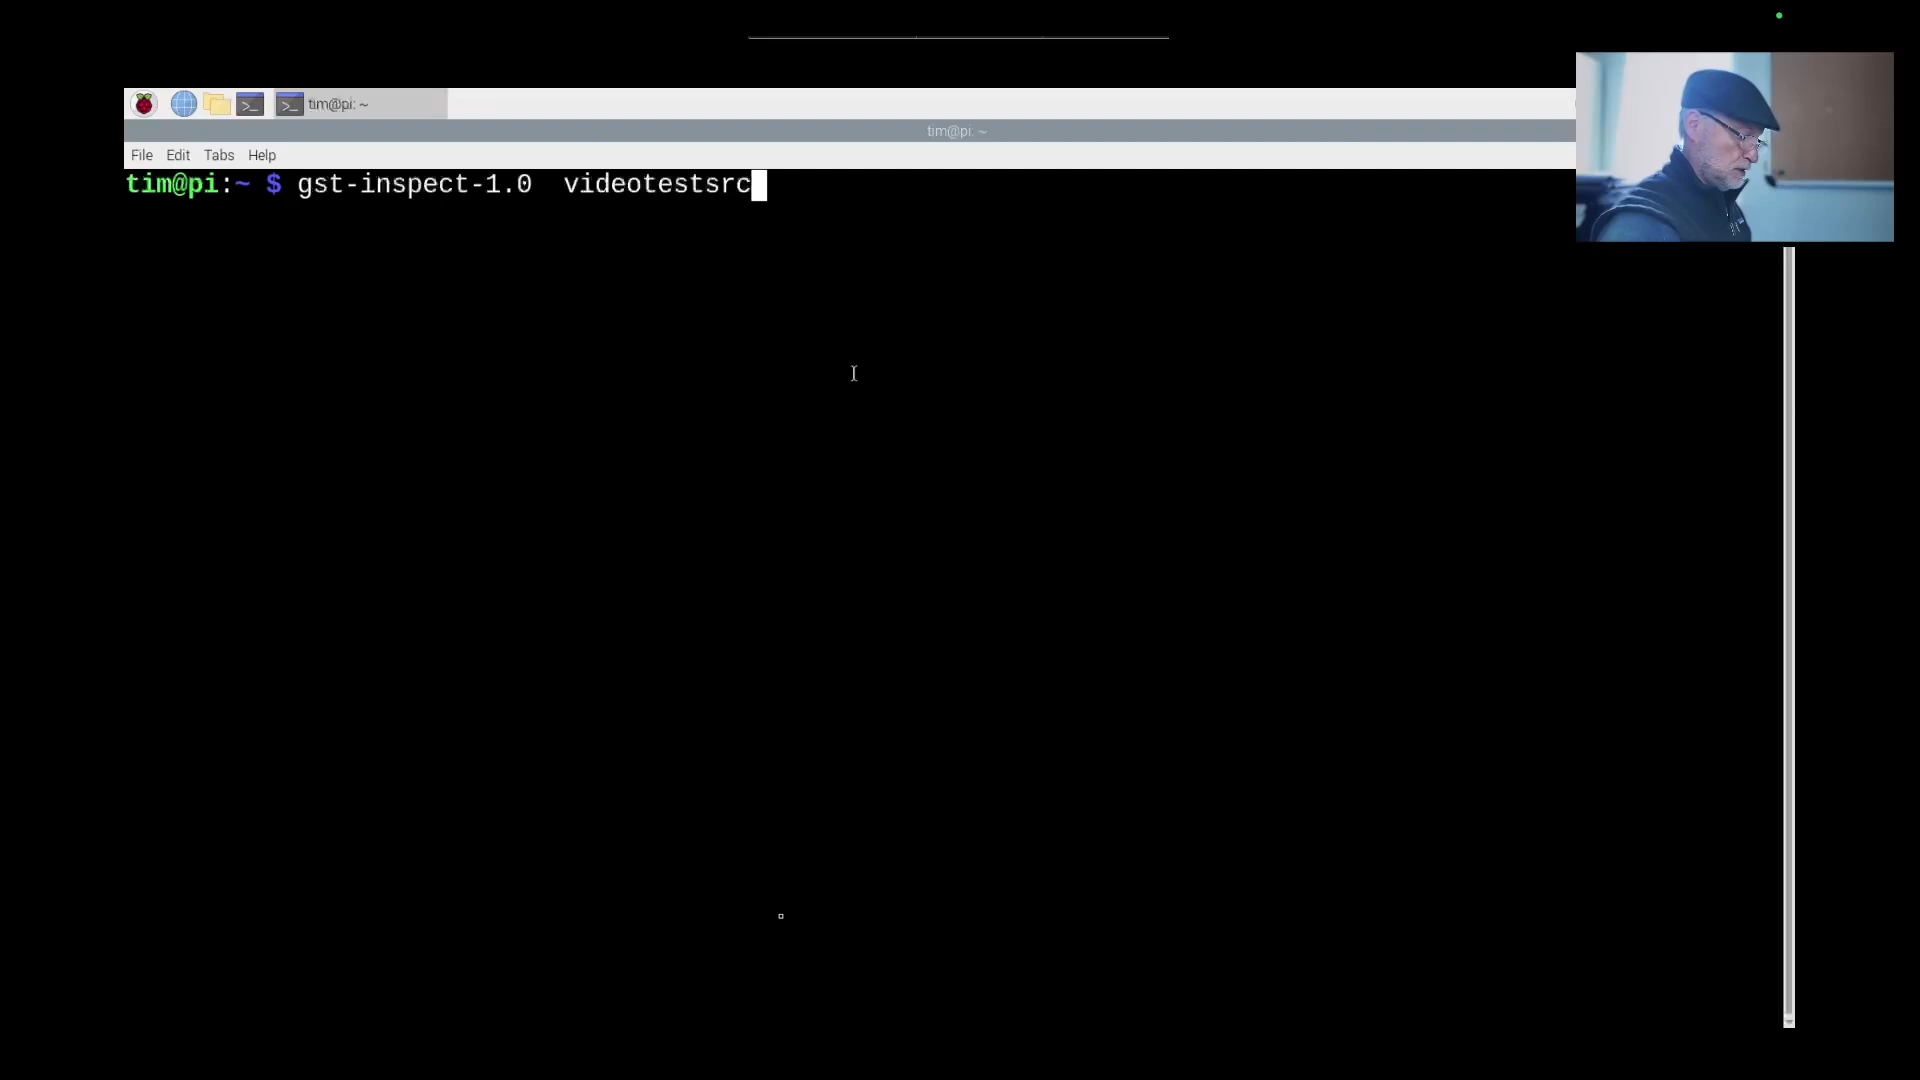 tim@pi: ~
tim@pi: ~
File Edit Tabs Help
tim@pi:~ $ gst-inspect-1.0  videotestsrc